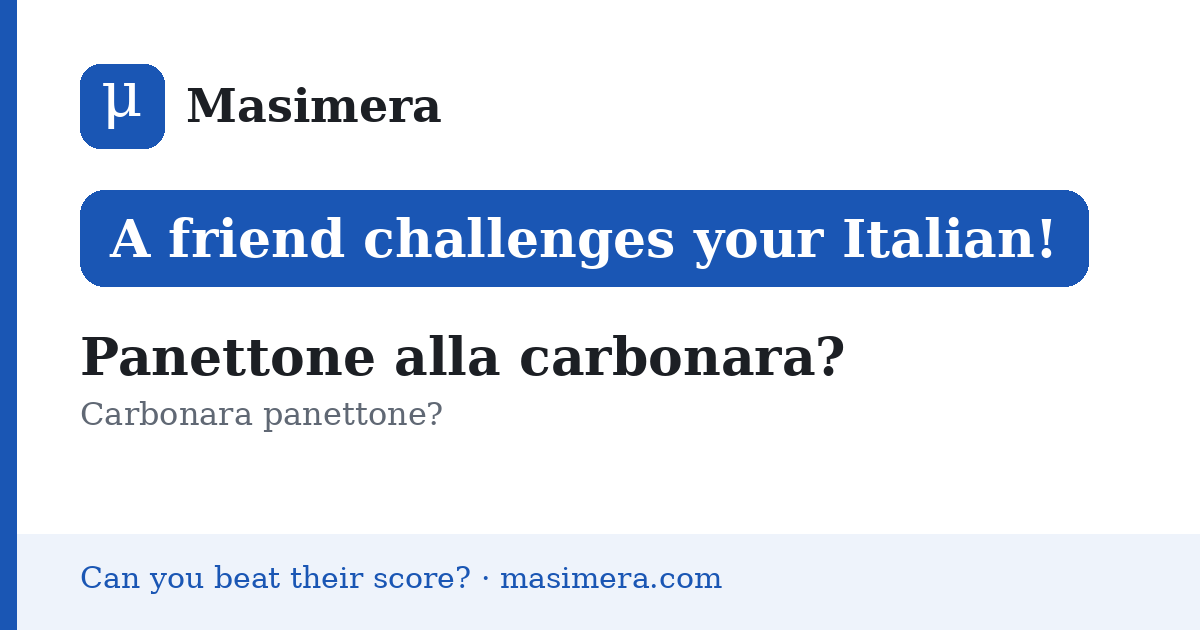 μ Masimera
A friend challenges your Italian!
Panettone alla carbonara?
Carbonara panettone?
Can you beat their score? · masimera.com